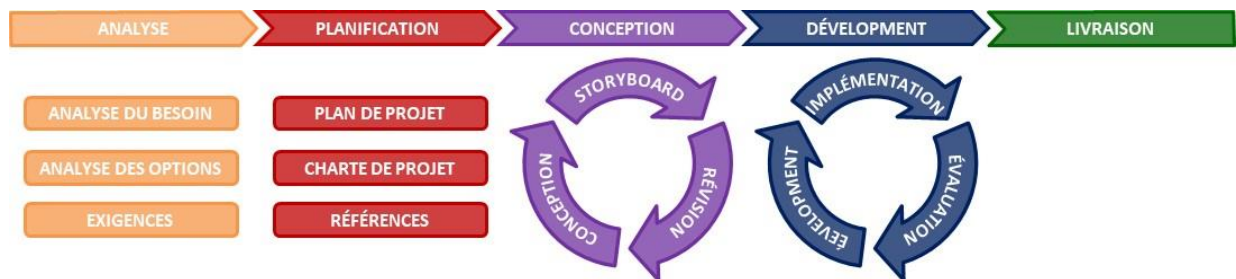 ANALYSE
PLANIFICATION
CONCEPTION
DÉVELOPMENT
LIVRAISON
ANALYSE DU BESOIN
ANALYSE DES OPTIONS
EXIGENCES
PLAN DE PROJET
CHARTE DE PROJET
RÉFÉRENCES
STORYBOARD
RÉVISION
CONCEPTION
IMPLÉMENTATION
ÉVALUATION
ÉEVELOPMENT